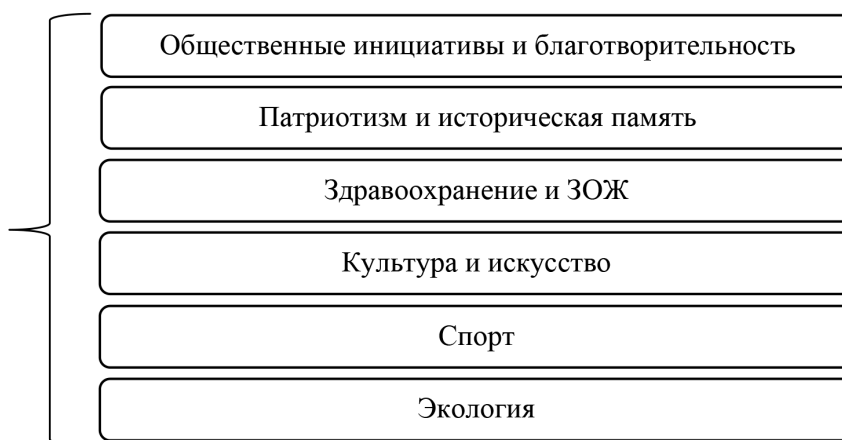 Общественные инициативы и благотворительность
Патриотизм и историческая память
Здравоохранение и ЗОЖ
Культура и искусство
Спорт
Экология